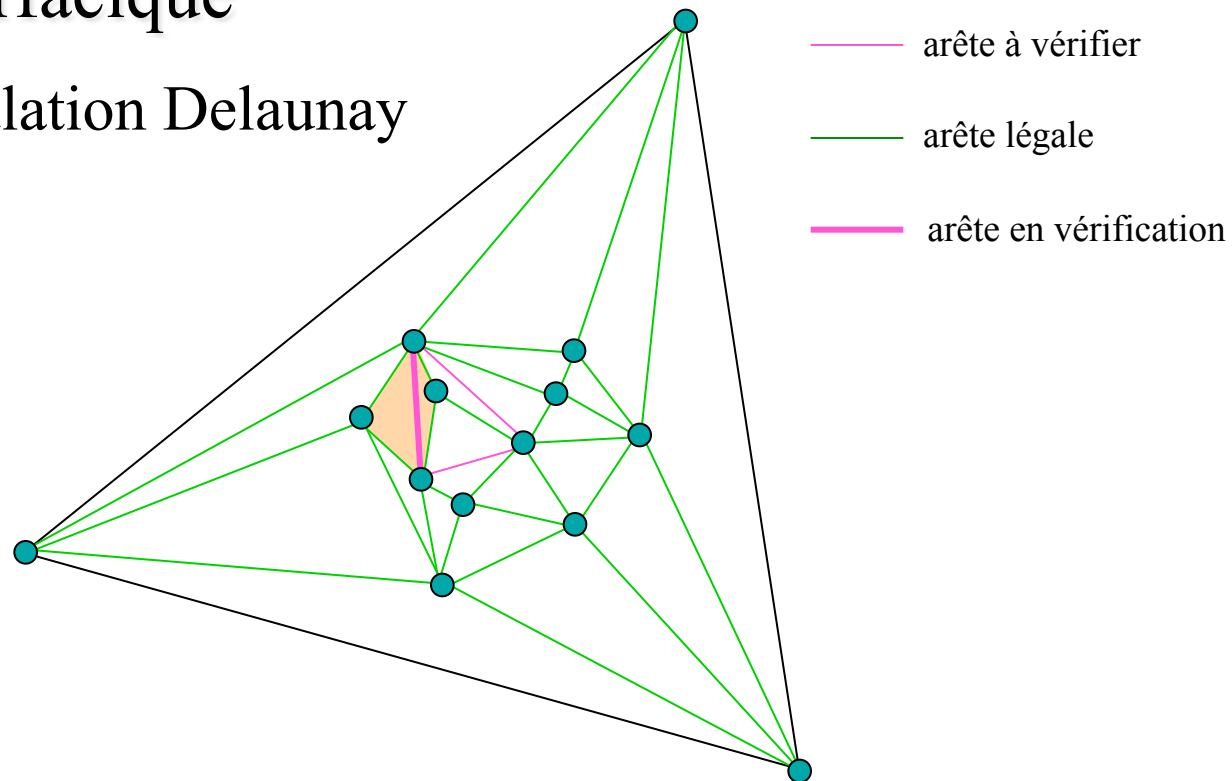 lation Delaunay
arête à vérifier
arête légale
arête en vérification